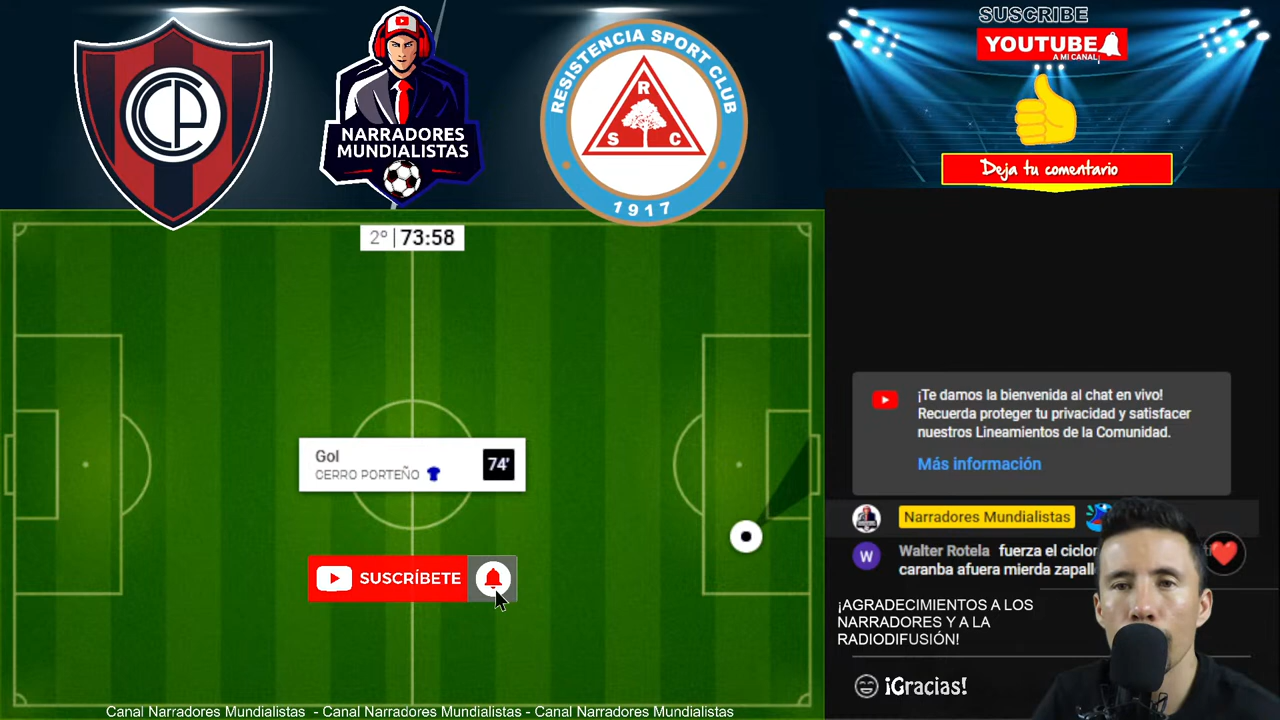 CCP
NARRADORES
MUNDIALISTAS
RESISTENCIA SPORT CLUB
R
S C
1917
SUSCRIBE
YOUTUBE
A MI CANAL
Deja tu comentario
2º | 73:58
Gol
CERRO PORTEÑO
74'
SUSCRÍBETE
¡Te damos la bienvenida al chat en vivo!
Recuerda proteger tu privacidad y satisfacer
nuestros Lineamientos de la Comunidad.
Más información
Narradores Mundialistas
W
Walter Rotela fuerza el ciclon
caranba afuera mierda zapall
¡AGRADECIMIENTOS A LOS
NARRADORES Y A LA
RADIODIFUSIÓN!
¡Gracias!
Canal Narradores Mundialistas - Canal Narradores Mundialistas - Canal Narradores Mundialistas